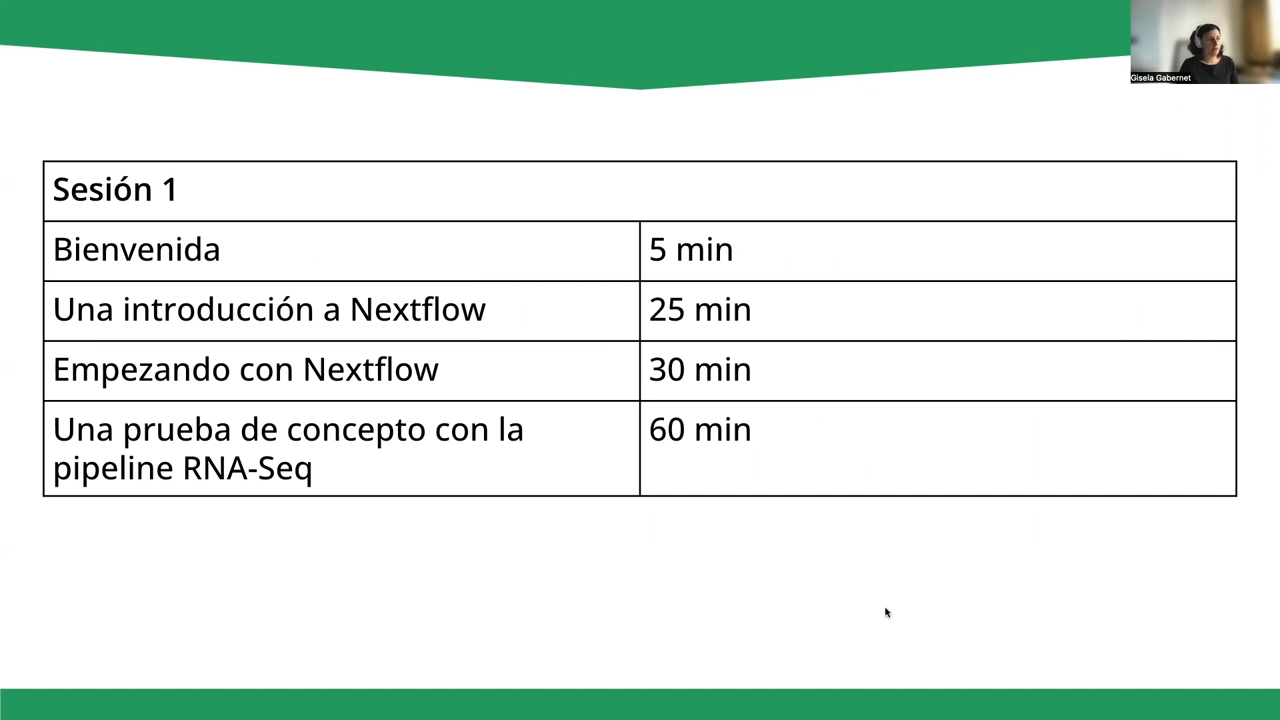 Gisela Gabernet
Sesión 1
Bienvenida
5 min
Una introducción a Nextflow
25 min
Empezando con Nextflow
30 min
Una prueba de concepto con la
pipeline RNA-Seq
60 min